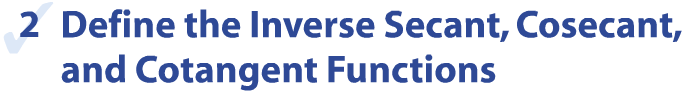 2 Define the Inverse Secant, Cosecant,
and Cotangent Functions